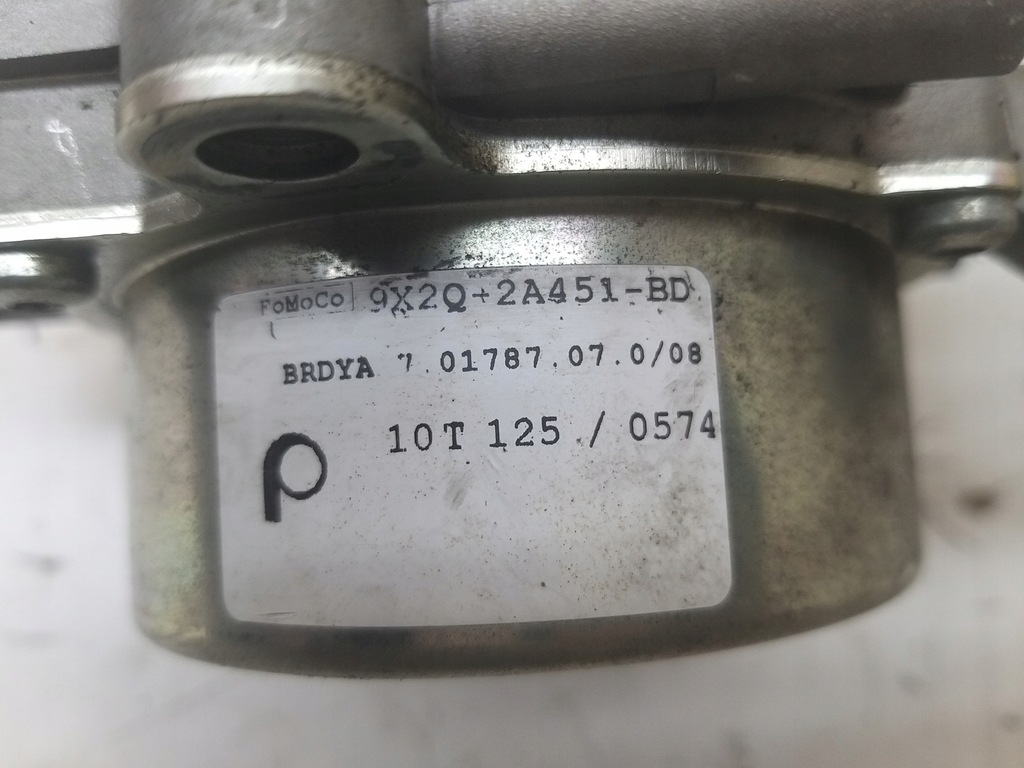 FoMoCo 9X2Q+2A451-BD
BRDYA 7.01787.07.0/08
10T 125 / 0574